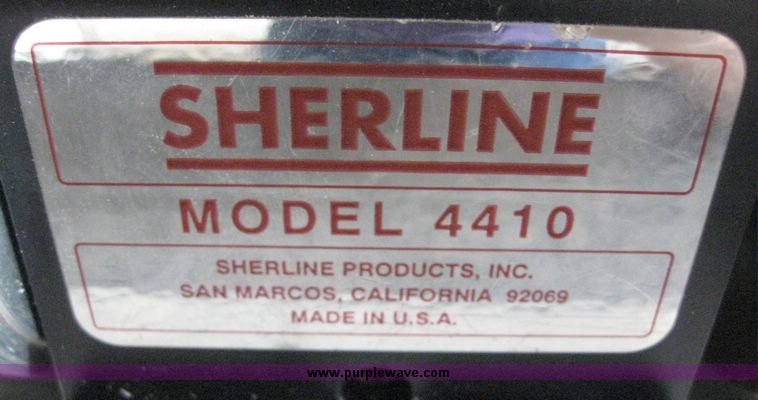 SHERLINE
MODEL 4410
SHERLINE PRODUCTS, INC.
SAN MARCOS, CALIFORNIA 92069
MADE IN U.S.A.
www.purplewave.com